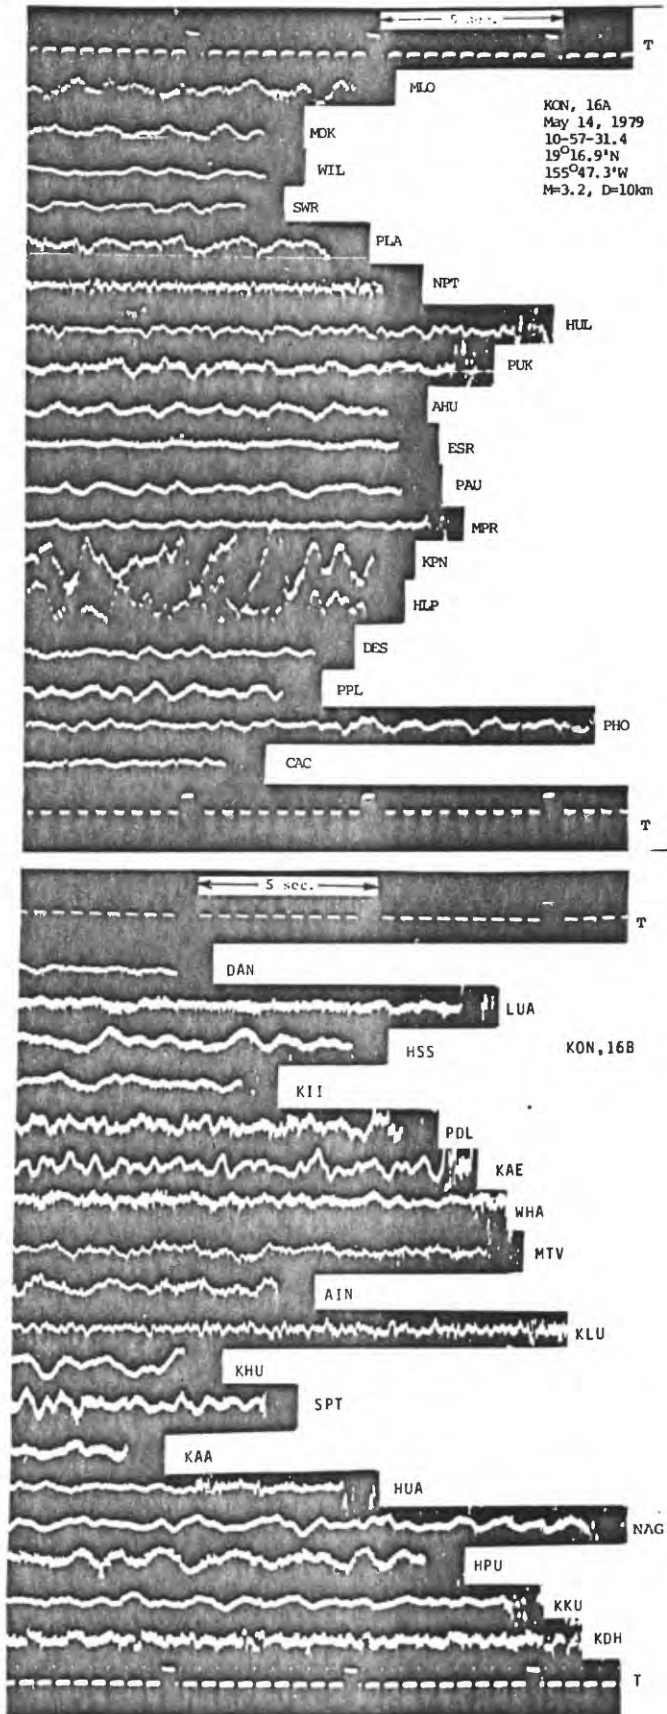 5 sec.
T
MLO
KON, 16A
May 14, 1979
10-57-31.4
19°16.9'N
155°47.3'W
M=3.2, D=10km
MOK
WIL
SWR
PLA
NPT
HUL
PUK
AHU
ESR
PAU
MPR
KPN
HLP
DES
PPL
PHO
CAC
T
5 sec.
T
DAN
LUA
HSS
KON,16B
KII
PDL
KAE
WHA
MTV
AIN
KLU
KHU
SPT
KAA
HUA
NAG
HPU
KKU
KDH
T